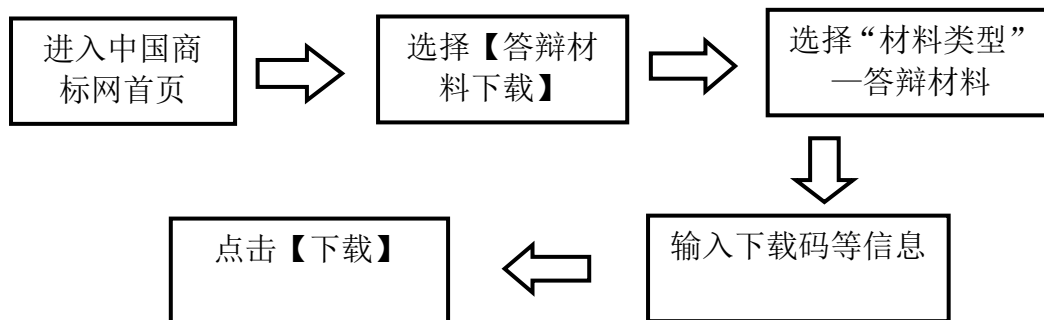 进入中国商
标网首页
选择【答辩材
料下载】
选择“材料类型”
—答辩材料
输入下载码等信息
点击【下载】